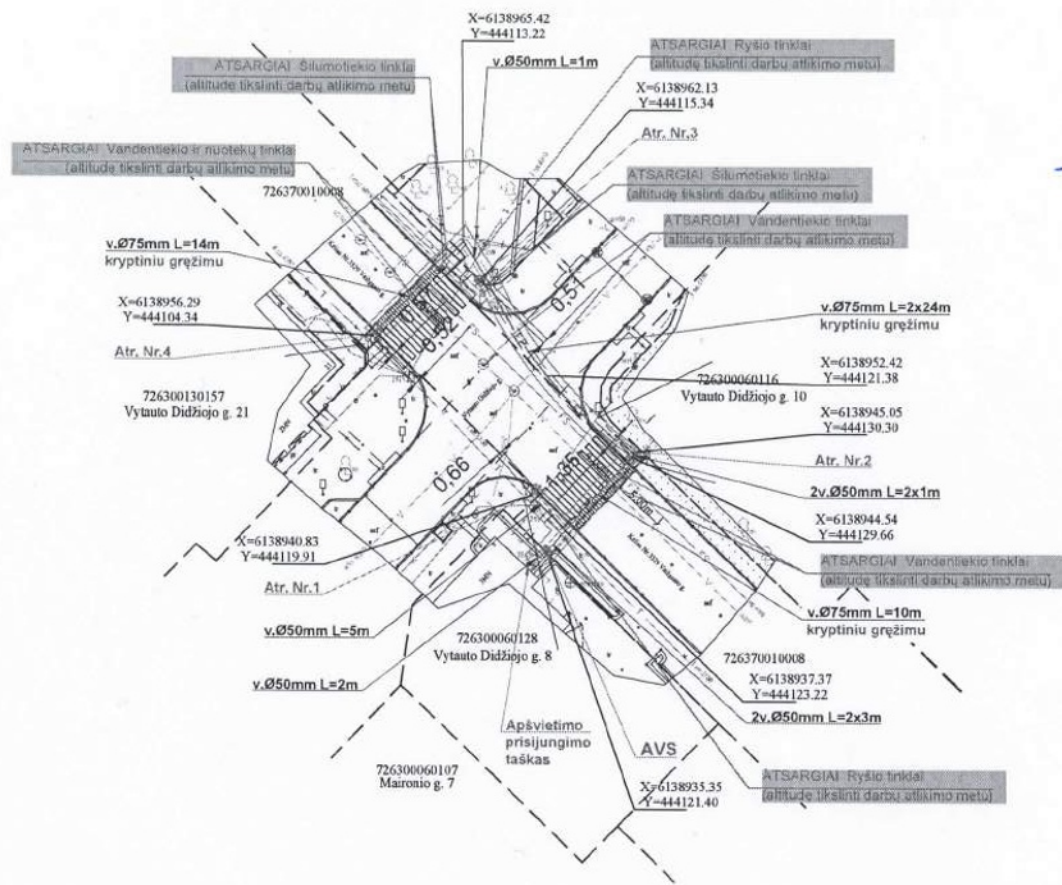 X=6138965.42
Y=444113.22
ATSARGIAI Ryšio tinklai
(altitudę tikslinti darbų atlikimo metu)
ATSARGIAI Šilumotiekio tinklai
(altitudę tikslinti darbų atlikimo metu)
v.Ø50mm L=1m
X=6138962.13
Y=444115.34
Atr. Nr,3
ATSARGIAI Vandentiekio ir nuotekų tinklai
(altitudę tikslinti darbų atlikimo metu)
726370010008
ATSARGIAI Šilumotiekio tinklai
(altitudę tikslinti darbų atlikimo metu)
ATSARGIAI Vandentiekio tinklai
(altitudę tikslinti darbų atlikimo metu)
v.Ø75mm L=14m
kryptiniu gręžimu
0,51
v.Ø75mm L=2x24m
kryptiniu gręžimu
X=6138956.29
Y=444104.34
Atr. Nr.4
X=6138952.42
Y=444121.38
726300130157
Vytauto Didžiojo g. 21
726300060116
Vytauto Didžiojo g. 10
X=6138945.05
Y=444130.30
Atr. Nr.2
0,66
2v.Ø50mm L=2x1m
5,00m
X=6138944.54
Y=444129.66
X=6138940.83
Y=444119.91
Atr. Nr.1
ATSARGIAI Vandentiekio tinklai
(altitudę tikslinti darbų atlikimo metu)
v.Ø75mm L=10m
kryptiniu gręžimu
v.Ø50mm L=5m
726300060128
Vytauto Didžiojo g. 8
726370010008
X=6138937.37
Y=444123.22
v.Ø50mm L=2m
2v.Ø50mm L=2x3m
Apšvietimo
prisijungimo
taškas
AVS
726300060107
Maironio g. 7
X=6138935.35
Y=444121.40
ATSARGIAI Ryšio tinklai
(altitudę tikslinti darbų atlikimo metu)